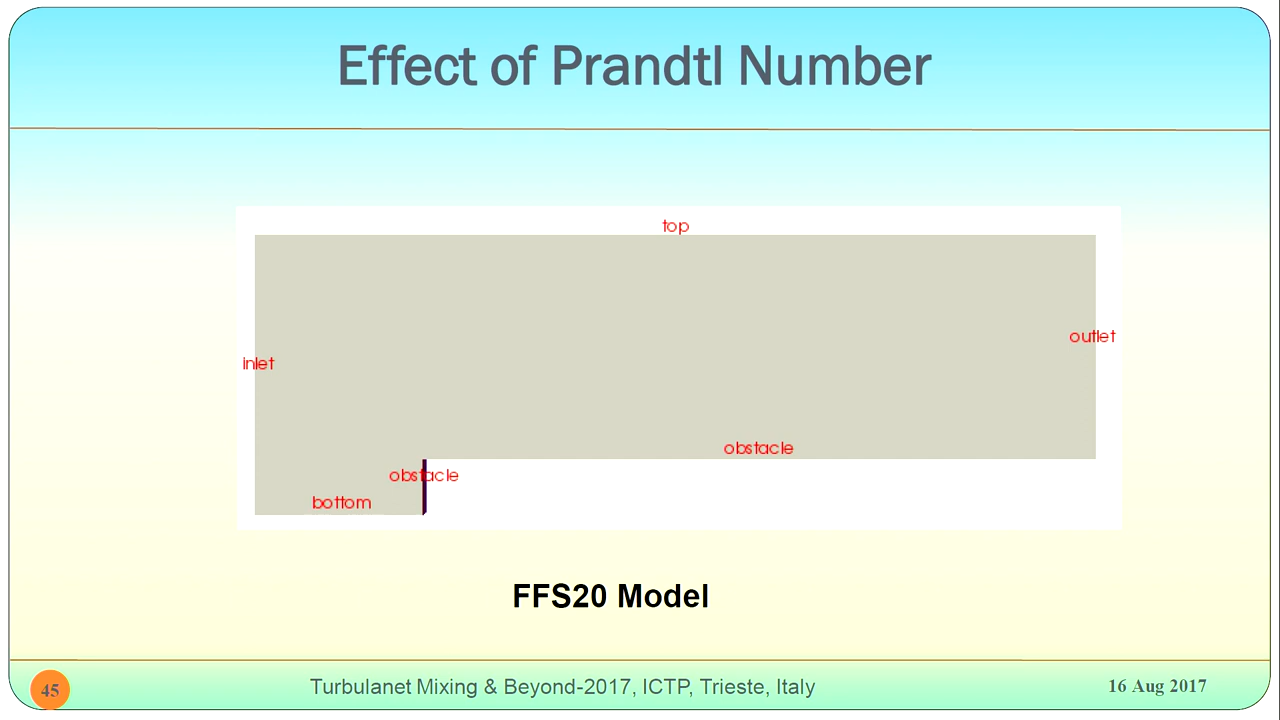 Effect of Prandtl Number
top
outlet
inlet
obstacle
obstacle
bottom
FFS20 Model
45
Turbulanet Mixing & Beyond-2017, ICTP, Trieste, Italy
16 Aug 2017